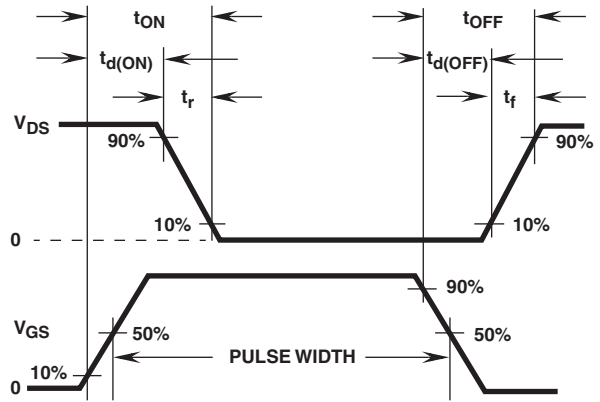 tON tOFF
td(ON) td(OFF)
tr tf
VDS
90% 90%
10% 10%
0
90%
VGS 50% 50%
PULSE WIDTH
10%
0